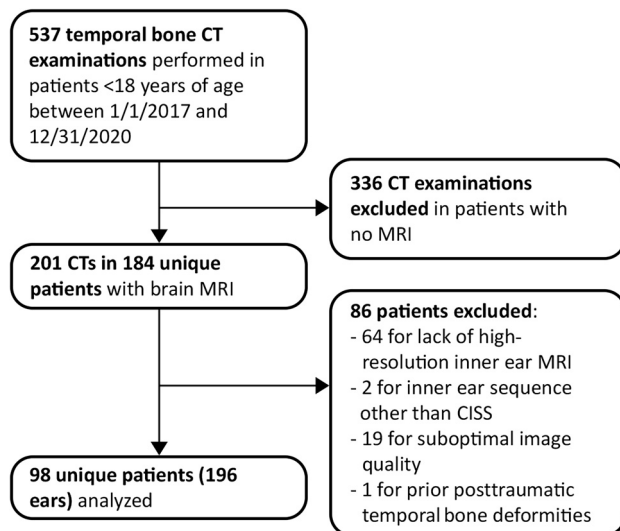 537 temporal bone CT
examinations performed in
patients <18 years of age
between 1/1/2017 and
12/31/2020
336 CT examinations
excluded in patients with
no MRI
201 CTs in 184 unique
patients with brain MRI
86 patients excluded:
- 64 for lack of high-
resolution inner ear MRI
- 2 for inner ear sequence
other than CISS
- 19 for suboptimal image
quality
- 1 for prior posttraumatic
temporal bone deformities
98 unique patients (196
ears) analyzed